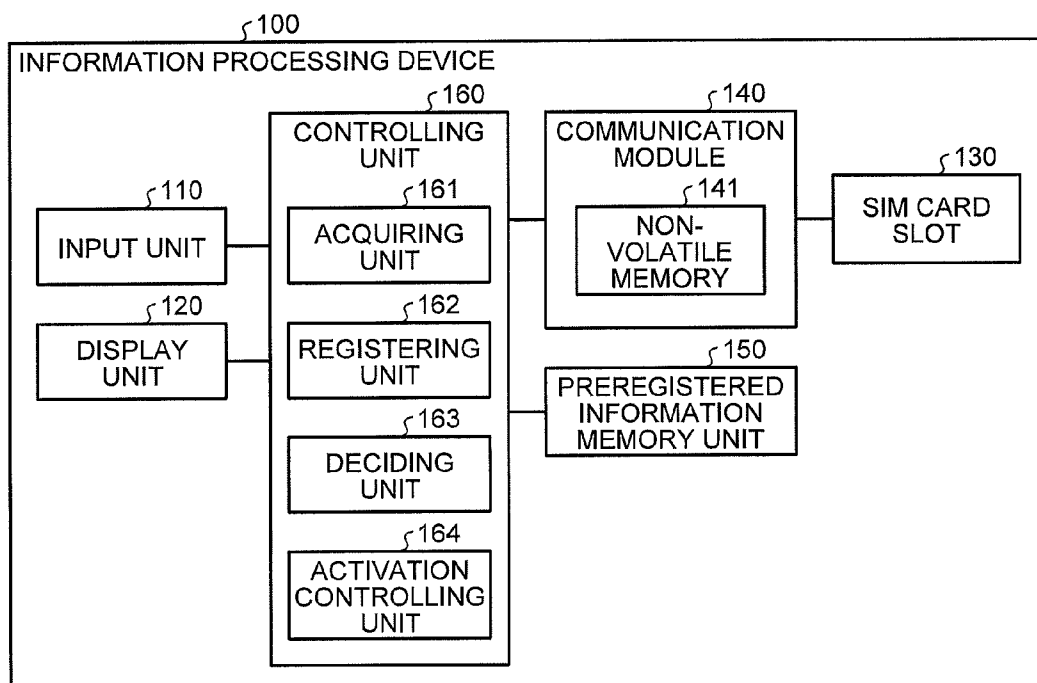 100
INFORMATION PROCESSING DEVICE
160
CONTROLLING
UNIT
140
COMMUNICATION
MODULE
130
SIM CARD
SLOT
110
INPUT UNIT
161
ACQUIRING
UNIT
141
NON-
VOLATILE
MEMORY
120
DISPLAY
UNIT
162
REGISTERING
UNIT
150
PREREGISTERED
INFORMATION
MEMORY UNIT
163
DECIDING
UNIT
164
ACTIVATION
CONTROLLING
UNIT